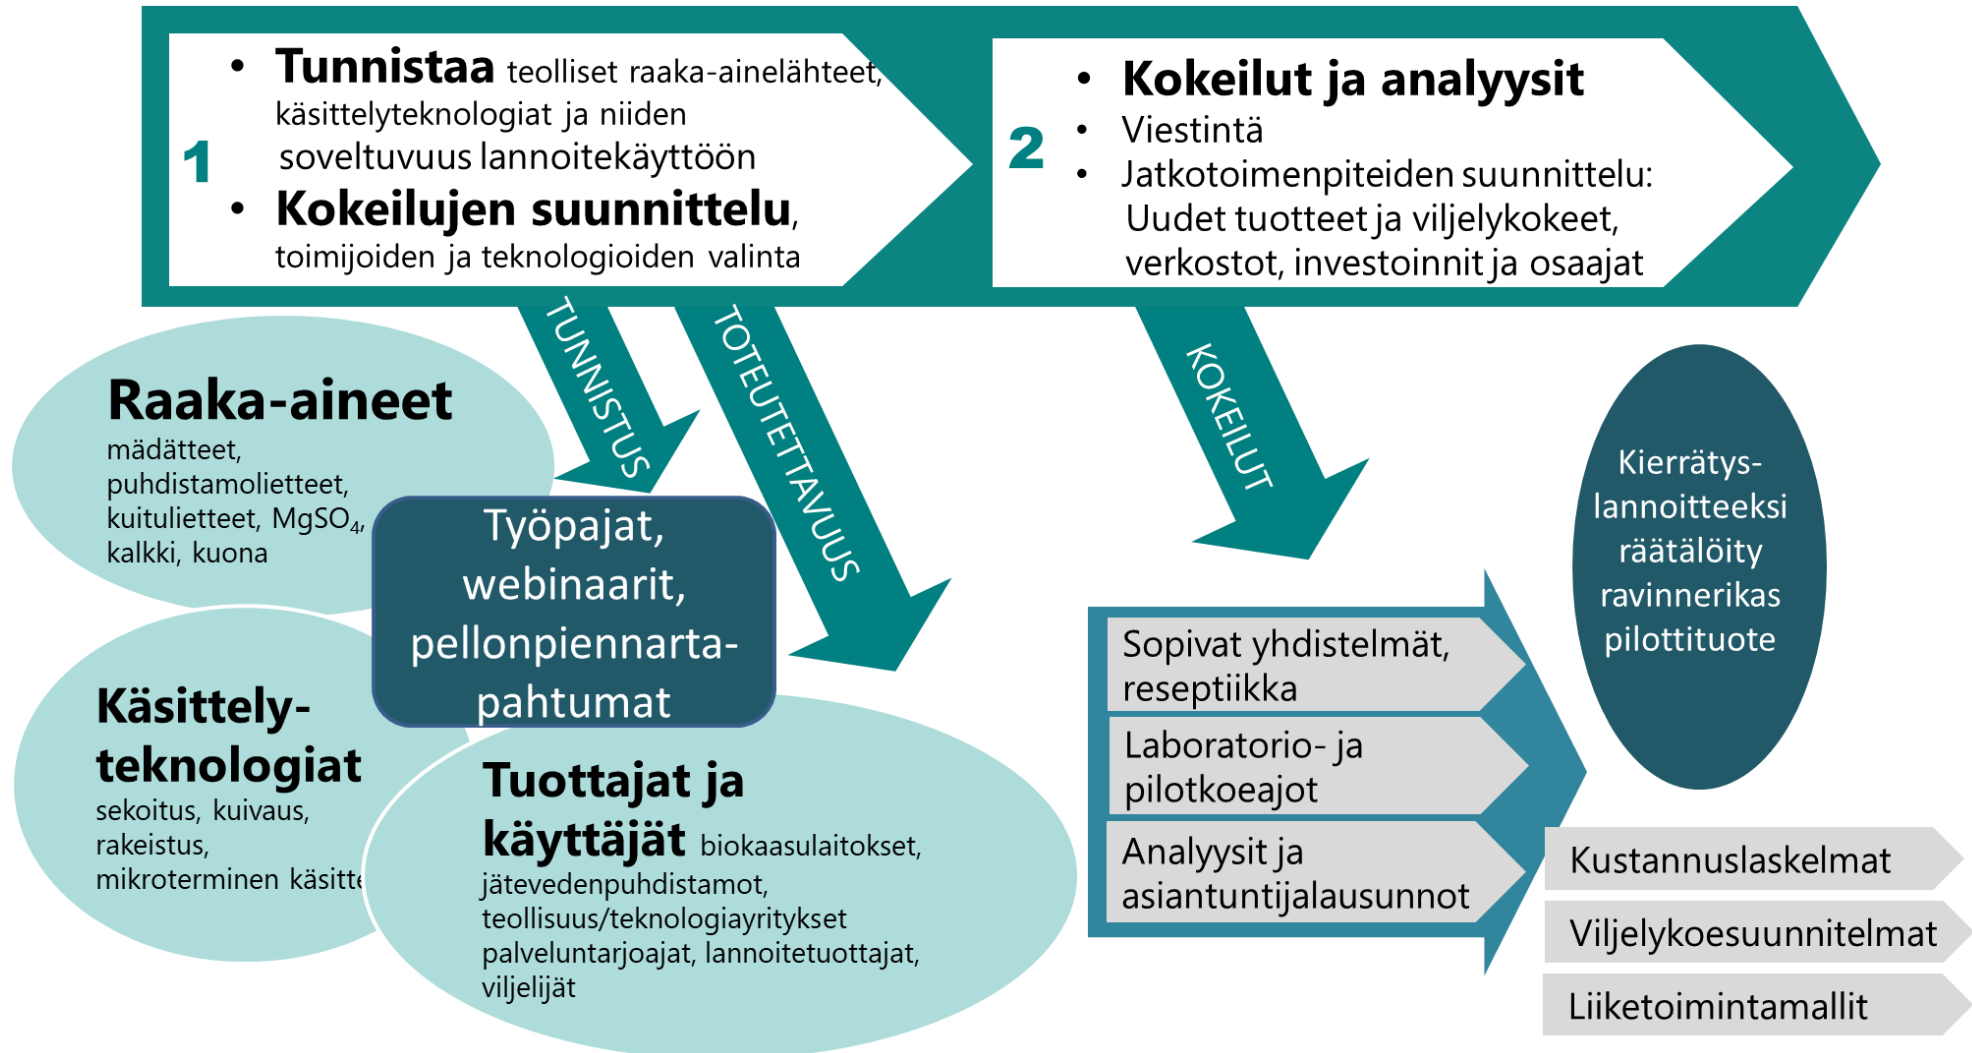 1
• Tunnistaa teolliset raaka-ainelähteet,
käsittelyteknologiat ja niiden
soveltuvuus lannoitekäyttöön
• Kokeilujen suunnittelu,
toimijoiden ja teknologioiden valinta
2
• Kokeilut ja analyysit
• Viestintä
• Jatkotoimenpiteiden suunnittelu:
Uudet tuotteet ja viljelykokeet,
verkostot, investoinnit ja osaajat
TUNNISTUS
TOTEUTETTAVUUS
KOKEILUT
Raaka-aineet
mädätteet,
puhdistamolietteet,
kuitulietteet, MgSO₄,
kalkki, kuona
Työpajat,
webinaarit,
pellonpiennarta-
pahtumat
Käsittely-
teknologiat
sekoitus, kuivaus,
rakeistus,
mikroterminen
Tuottajat ja
käyttäjät biokaasulaitokset,
jätevedenpuhdistamot,
teollisuus/teknologiayritykset
palveluntarjoajat, lannoitetuottajat,
viljelijät
Sopivat yhdistelmät,
reseptiikka
Laboratorio- ja
pilotkoeajot
Analyysit ja
asiantuntijalausunnot
Kierrätys-
lannoitteeksi
räätälöity
ravinnerikas
pilottituote
Kustannuslaskelmat
Viljelykoesuunnitelmat
Liiketoimintamallit